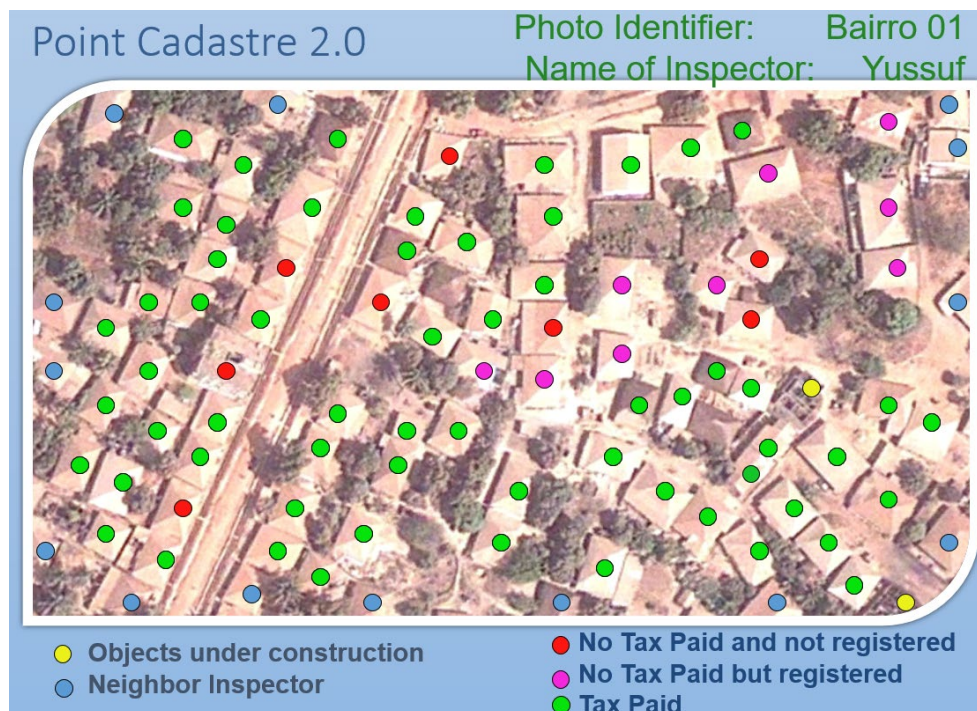 Point Cadastre 2.0
Photo Identifier: Bairro 01
Name of Inspector: Yussuf
Objects under construction
Neighbor Inspector
No Tax Paid and not registered
No Tax Paid but registered
Tax Paid